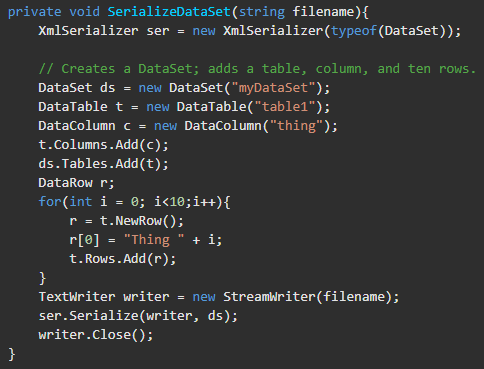 private void SerializeDataSet(string filename){
    XmlSerializer ser = new XmlSerializer(typeof(DataSet));

    // Creates a DataSet; adds a table, column, and ten rows.
    DataSet ds = new DataSet("myDataSet");
    DataTable t = new DataTable("table1");
    DataColumn c = new DataColumn("thing");
    t.Columns.Add(c);
    ds.Tables.Add(t);
    DataRow r;
    for(int i = 0; i<10;i++){
        r = t.NewRow();
        r[0] = "Thing " + i;
        t.Rows.Add(r);
    }
    TextWriter writer = new StreamWriter(filename);
    ser.Serialize(writer, ds);
    writer.Close();
}